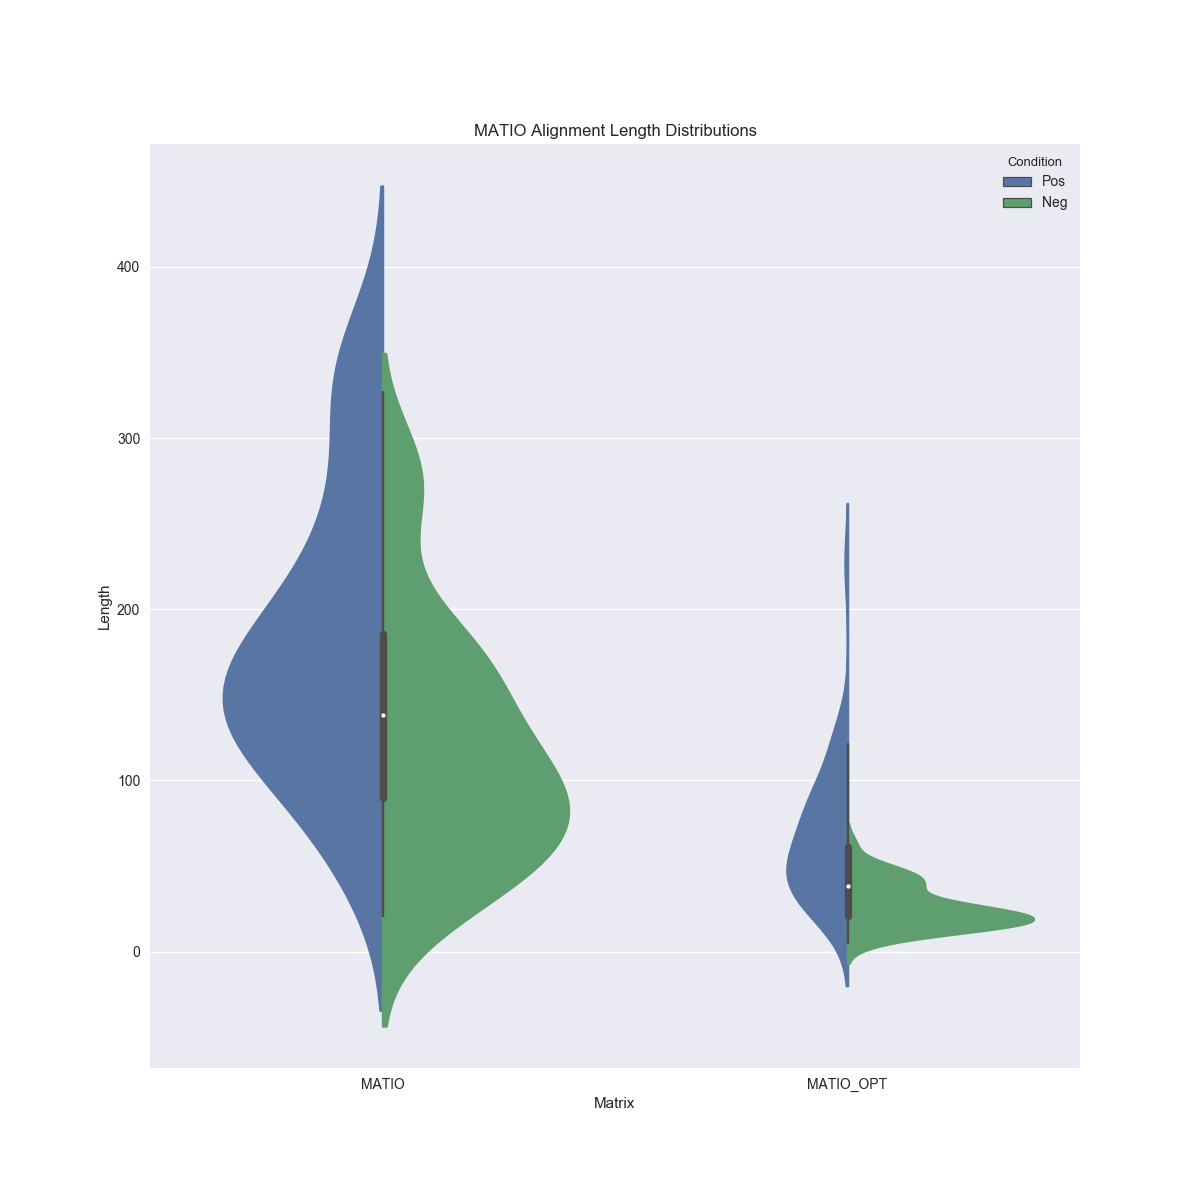 MATIO Alignment Length Distributions
Condition
Pos
Neg
400
300
200
100
0
Length
MATIO
MATIO_OPT
Matrix